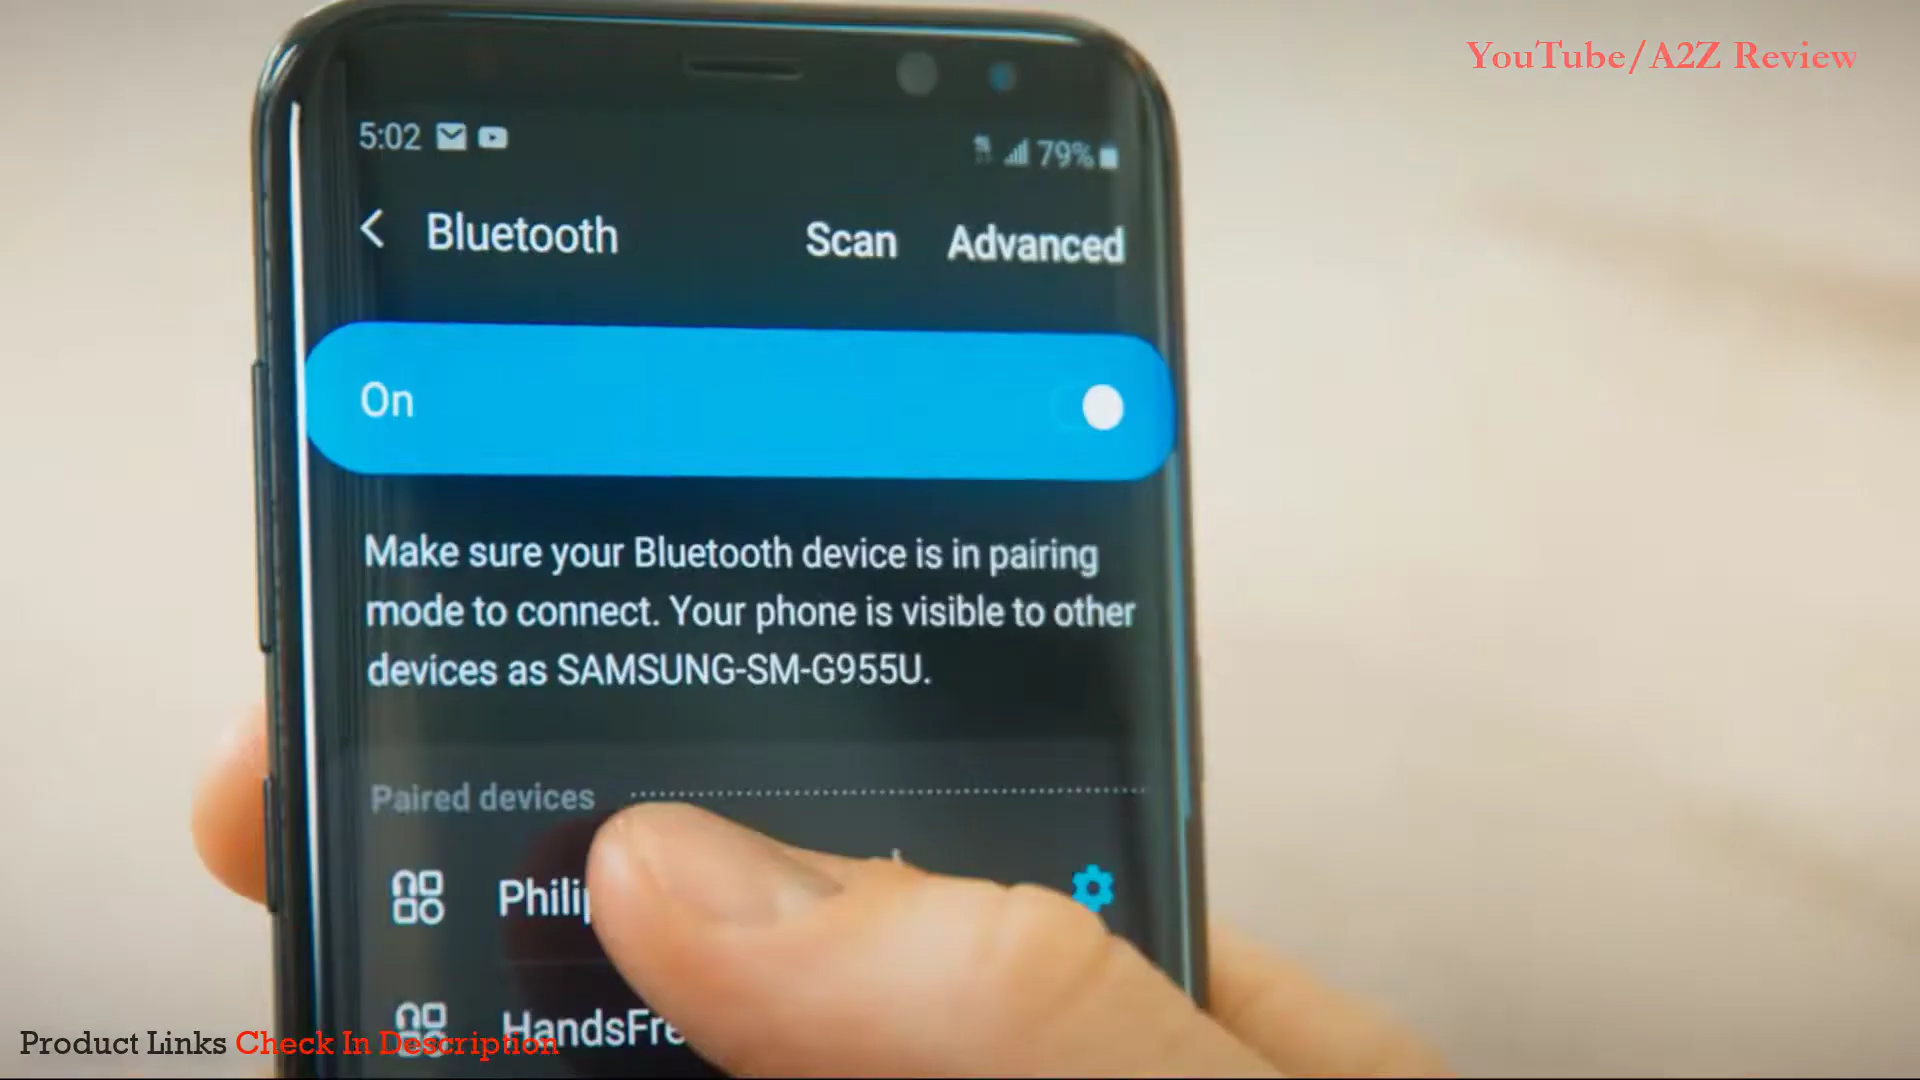 YouTube/A2Z Review
5:02
79%
Bluetooth Scan Advanced
On
Make sure your Bluetooth device is in pairing
mode to connect. Your phone is visible to other
devices as SAMSUNG-SM-G955U.
Paired devices
Product Links Check In Description